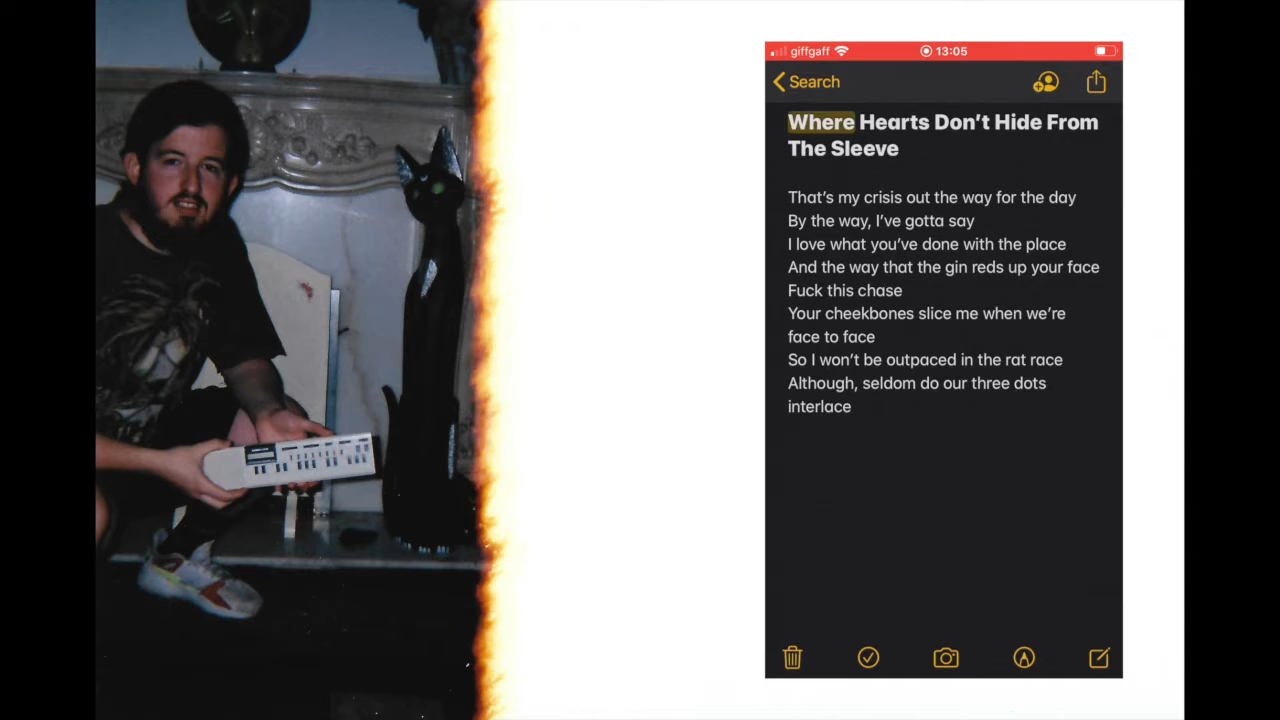 giffgaff 13:05
Search
Where Hearts Don't Hide From
The Sleeve
That's my crisis out the way for the day
By the way, I've gotta say
I love what you've done with the place
And the way that the gin reds up your face
Fuck this chase
Your cheekbones slice me when we're
face to face
So I won't be outpaced in the rat race
Although, seldom do our three dots
interlace